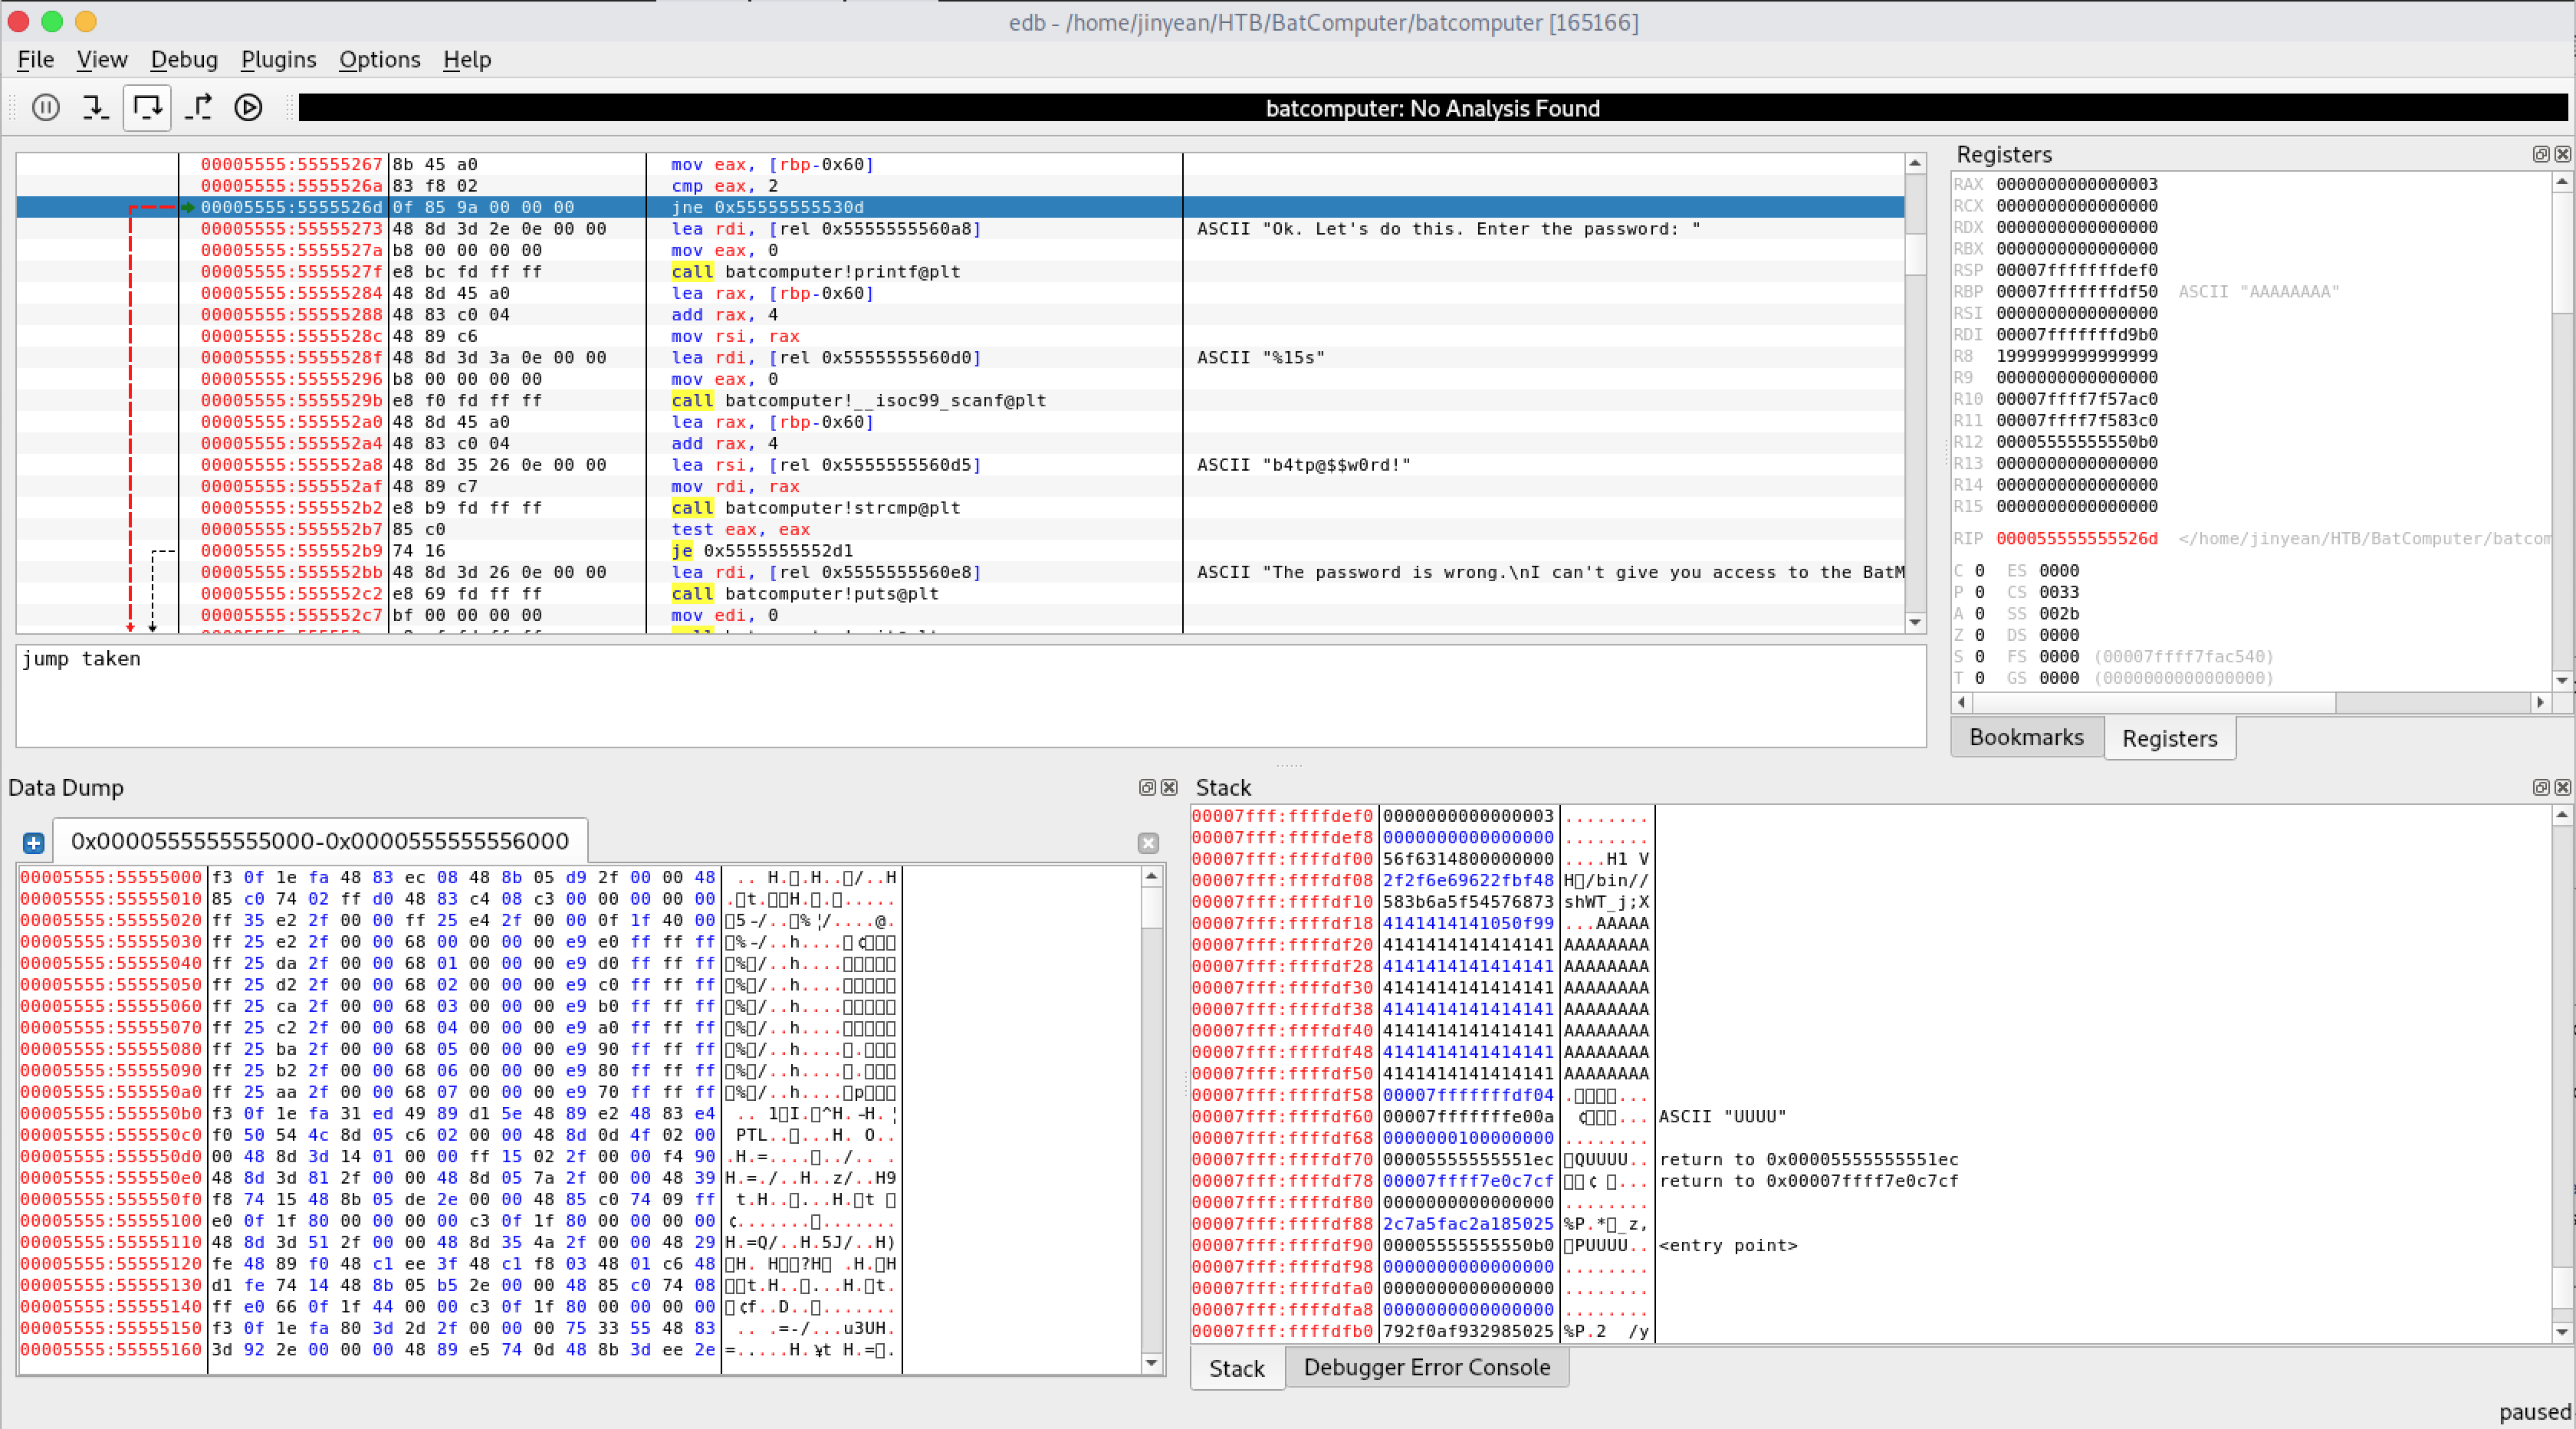 edb - /home/jinyean/HTB/BatComputer/batcomputer [165166]
File View Debug Plugins Options Help
batcomputer: No Analysis Found
00005555:55555267 8b 45 a0 mov eax, [rbp-0x60]
00005555:5555526a 83 f8 02 cmp eax, 2
00005555:5555526d 0f 85 9a 00 00 00 jne 0x55555555530d
00005555:55555273 48 8d 3d 2e 0e 00 00 lea rdi, [rel 0x5555555560a8] ASCII "Ok. Let's do this. Enter the password: "
00005555:5555527a b8 00 00 00 00 mov eax, 0
00005555:5555527f e8 bc fd ff ff call batcomputer!printf@plt
00005555:55555284 48 8d 45 a0 lea rax, [rbp-0x60]
00005555:55555288 48 83 c0 04 add rax, 4
00005555:5555528c 48 89 c6 mov rsi, rax
00005555:5555528f 48 8d 3d 3a 0e 00 00 lea rdi, [rel 0x5555555560d0] ASCII "%15s"
00005555:55555296 b8 00 00 00 00 mov eax, 0
00005555:5555529b e8 f0 fd ff ff call batcomputer!__isoc99_scanf@plt
00005555:555552a0 48 8d 45 a0 lea rax, [rbp-0x60]
00005555:555552a4 48 83 c0 04 add rax, 4
00005555:555552a8 48 8d 35 26 0e 00 00 lea rsi, [rel 0x5555555560d5] ASCII "b4tp@$$w0rd!"
00005555:555552af 48 89 c7 mov rdi, rax
00005555:555552b2 e8 b9 fd ff ff call batcomputer!strcmp@plt
00005555:555552b7 85 c0 test eax, eax
00005555:555552b9 74 16 je 0x5555555552d1
00005555:555552bb 48 8d 3d 26 0e 00 00 lea rdi, [rel 0x5555555560e8] ASCII "The password is wrong.\nI can't give you access to the BatM
00005555:555552c2 e8 69 fd ff ff call batcomputer!puts@plt
00005555:555552c7 bf 00 00 00 00 mov edi, 0
jump taken
Registers
RAX 0000000000000003
RCX 0000000000000000
RDX 0000000000000000
RBX 0000000000000000
RSP 00007fffffffdef0
RBP 00007fffffffdf50 ASCII "AAAAAAAA"
RSI 0000000000000000
RDI 00007fffffffd9b0
R8 1999999999999999
R9 0000000000000000
R10 00007ffff7f57ac0
R11 00007ffff7f583c0
R12 00005555555550b0
R13 0000000000000000
R14 0000000000000000
R15 0000000000000000
RIP 000055555555526d </home/jinyean/HTB/BatComputer/batcom
C 0 ES 0000
P 0 CS 0033
A 0 SS 002b
Z 0 DS 0000
S 0 FS 0000 (00007ffff7fac540)
T 0 GS 0000 (0000000000000000)
Bookmarks Registers
Data Dump
0x0000555555555000-0x0000555555556000
00005555:55555000 f3 0f 1e fa 48 83 ec 08 48 8b 05 d9 2f 00 00 48
00005555:55555010 85 c0 74 02 ff d0 48 83 c4 08 c3 00 00 00 00 00
00005555:55555020 ff 35 e2 2f 00 00 ff 25 e4 2f 00 00 0f 1f 40 00
00005555:55555030 ff 25 e2 2f 00 00 68 00 00 00 00 e9 e0 ff ff ff
00005555:55555040 ff 25 da 2f 00 00 68 01 00 00 00 e9 d0 ff ff ff
00005555:55555050 ff 25 d2 2f 00 00 68 02 00 00 00 e9 c0 ff ff ff
00005555:55555060 ff 25 ca 2f 00 00 68 03 00 00 00 e9 b0 ff ff ff
00005555:55555070 ff 25 c2 2f 00 00 68 04 00 00 00 e9 a0 ff ff ff
00005555:55555080 ff 25 ba 2f 00 00 68 05 00 00 00 e9 90 ff ff ff
00005555:55555090 ff 25 b2 2f 00 00 68 06 00 00 00 e9 80 ff ff ff
00005555:555550a0 ff 25 aa 2f 00 00 68 07 00 00 00 e9 70 ff ff ff
00005555:555550b0 f3 0f 1e fa 31 ed 49 89 d1 5e 48 89 e2 48 83 e4
00005555:555550c0 f0 50 54 4c 8d 05 c6 02 00 00 48 8d 0d 4f 02 00
00005555:555550d0 00 48 8d 3d 14 01 00 00 ff 15 02 2f 00 00 f4 90
00005555:555550e0 48 8d 3d 81 2f 00 00 48 8d 05 7a 2f 00 00 48 39
00005555:555550f0 f8 74 15 48 8b 05 de 2e 00 00 48 85 c0 74 09 ff
00005555:55555100 e0 0f 1f 80 00 00 00 00 c3 0f 1f 80 00 00 00 00
00005555:55555110 48 8d 3d 51 2f 00 00 48 8d 35 4a 2f 00 00 48 29
00005555:55555120 fe 48 89 f0 48 c1 ee 3f 48 c1 f8 03 48 01 c6 48
00005555:55555130 d1 fe 74 14 48 8b 05 b5 2e 00 00 48 85 c0 74 08
00005555:55555140 ff e0 66 0f 1f 44 00 00 c3 0f 1f 80 00 00 00 00
00005555:55555150 f3 0f 1e fa 80 3d 2d 2f 00 00 00 75 33 55 48 83
00005555:55555160 3d 92 2e 00 00 00 48 89 e5 74 0d 48 8b 3d ee 2e
Stack
00007fff:ffffdef0 0000000000000003 ........
00007fff:ffffdef8 0000000000000000 ........
00007fff:ffffdf00 56f6314800000000 ....H1 V
00007fff:ffffdf08 2f2f6e69622fbf48 H/bin//
00007fff:ffffdf10 583b6a5f54576873 shWT_j;X
00007fff:ffffdf18 4141414141050f99 ...AAAAA
00007fff:ffffdf20 4141414141414141 AAAAAAAA
00007fff:ffffdf28 4141414141414141 AAAAAAAA
00007fff:ffffdf30 4141414141414141 AAAAAAAA
00007fff:ffffdf38 4141414141414141 AAAAAAAA
00007fff:ffffdf40 4141414141414141 AAAAAAAA
00007fff:ffffdf48 4141414141414141 AAAAAAAA
00007fff:ffffdf50 4141414141414141 AAAAAAAA
00007fff:ffffdf58 00007fffffffdf04
00007fff:ffffdf60 00007fffffffe00a ASCII "UUUU"
00007fff:ffffdf68 0000000100000000 ........
00007fff:ffffdf70 00005555555551ec QUUUU.. return to 0x00005555555551ec
00007fff:ffffdf78 00007ffff7e0c7cf return to 0x00007ffff7e0c7cf
00007fff:ffffdf80 0000000000000000 ........
00007fff:ffffdf88 2c7a5fac2a185025 %P.*_z,
00007fff:ffffdf90 00005555555550b0 PUUUU.. <entry point>
00007fff:ffffdf98 0000000000000000 ........
00007fff:ffffdfa0 0000000000000000 ........
00007fff:ffffdfa8 0000000000000000 ........
00007fff:ffffdfb0 792f0af932985025 %P.2 /y
Stack Debugger Error Console
paused